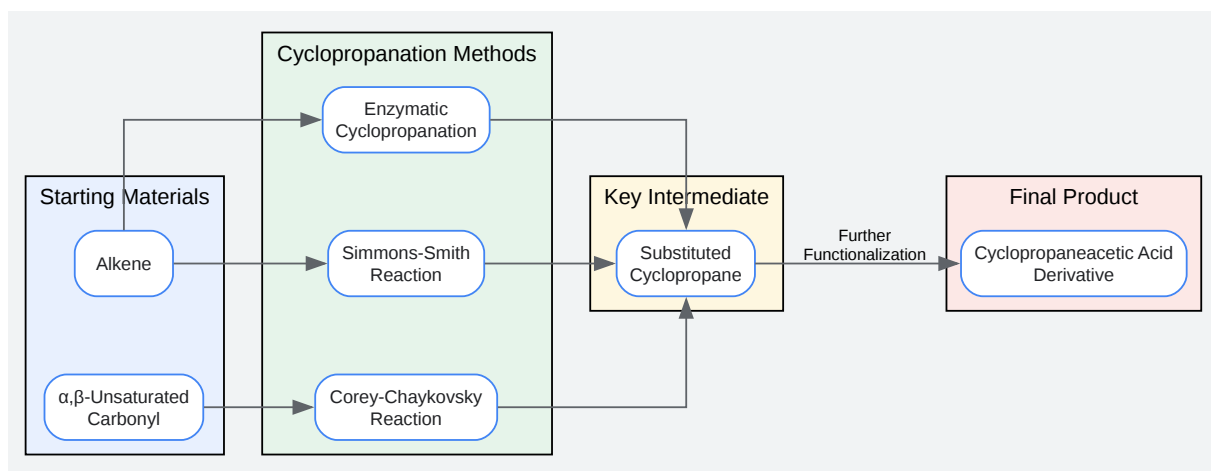 Cyclopropanation Methods
Enzymatic
Cyclopropanation
Starting Materials
Key Intermediate
Final Product
Alkene
Simmons-Smith
Reaction
Substituted
Cyclopropane
Further
Functionalization
Cyclopropaneacetic Acid
Derivative
α,β-Unsaturated
Carbonyl
Corey-Chaykovsky
Reaction